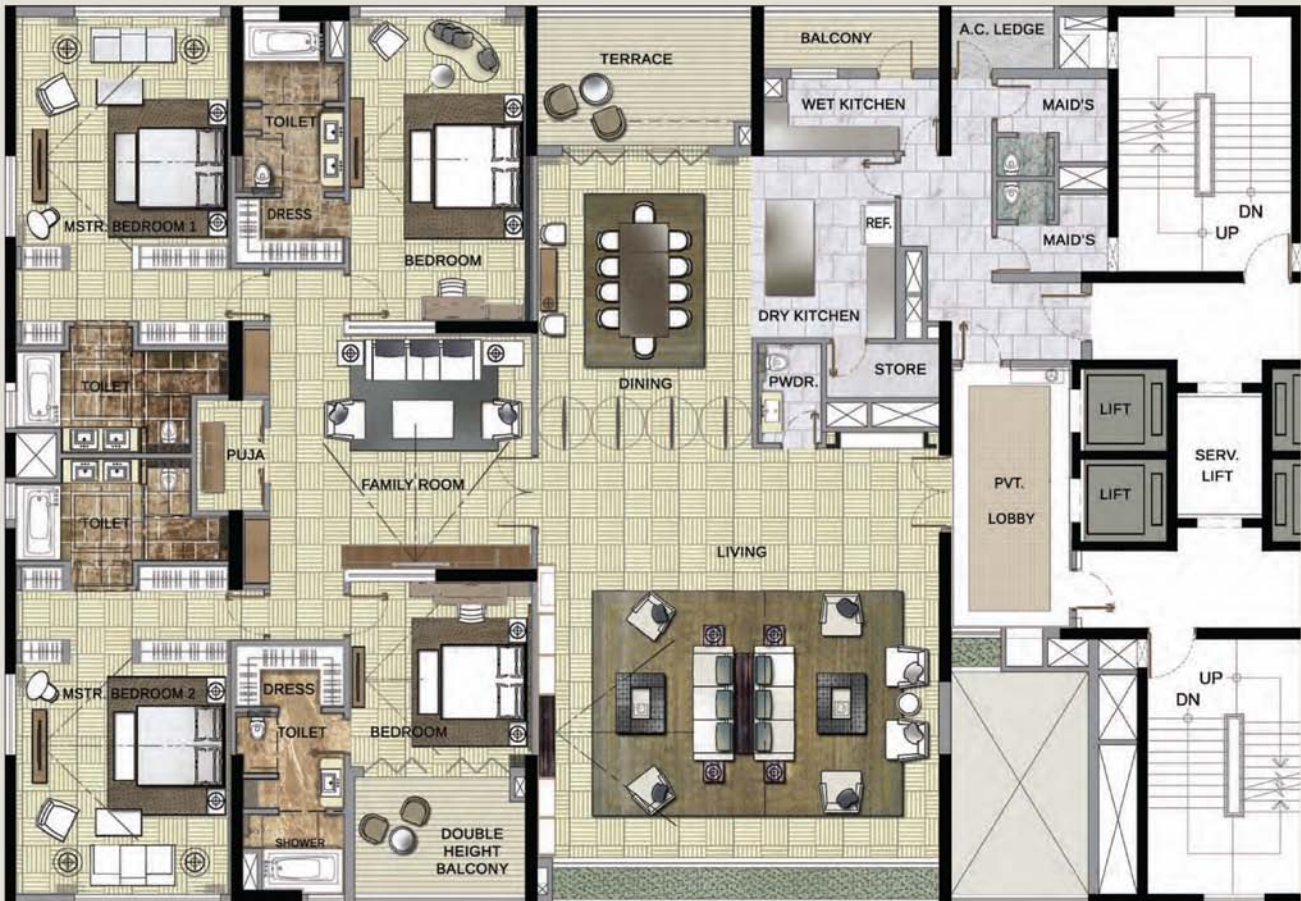 TERRACE
BALCONY
A.C. LEDGE
WET KITCHEN
MAID'S
TOILET
DRESS
MSTR. BEDROOM 1
BEDROOM
REF.
MAID'S
DN
UP
DRY KITCHEN
DINING
PWDR.
STORE
TOILET
LIFT
PUJA
FAMILY ROOM
SERV.
LIFT
PVT.
LOBBY
LIFT
TOILET
LIVING
MSTR. BEDROOM 2
DRESS
TOILET
BEDROOM
UP
DN
SHOWER
DOUBLE
HEIGHT
BALCONY